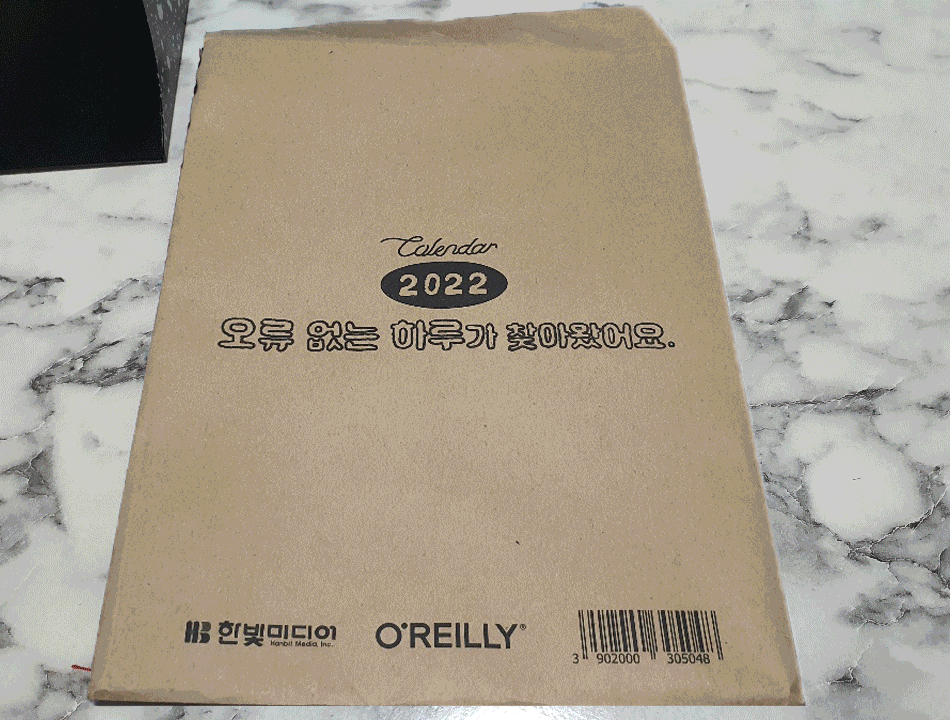 Calendar
2022
오류 없는 하루가 찾아왔어요.
한빛미디어
Hanbit Media, Inc.
O'REILLY®
3 902000 305048